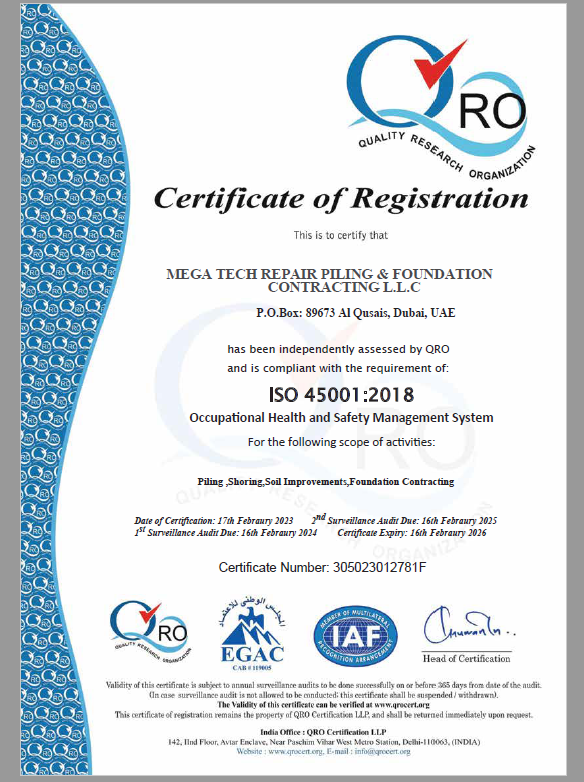 QRO
QUALITY RESEARCH ORGANIZATION
Certificate of Registration
This is to certify that
MEGA TECH REPAIR PILING & FOUNDATION
CONTRACTING L.L.C
P.O.Box: 89673 Al Qusais, Dubai, UAE
has been independently assessed by QRO
and is compliant with the requirement of:
ISO 45001:2018
Occupational Health and Safety Management System
For the following scope of activities:
Piling ,Shoring,Soil Improvements,Foundation Contracting
Date of Certification: 17th Febraury 2023 2nd Surveillance Audit Due: 16th Febraury 2025
1st Surveillance Audit Due: 16th Febraury 2024 Certificate Expiry: 16th Febraury 2026
Certificate Number: 305023012781F
QRO
QUALITY RESEARCH ORGANIZATION
المجلس الوطني للاعتماد
EGAC
CAB # 119005
MEMBER OF MULTILATERAL
IAF
RECOGNITION ARRANGEMENT
Head of Certification
Validity of this certificate is subject to annual surveillance audits to be done successfully on or before 365 days from date of the audit.
(In case surveillance audit is not allowed to be conducted; this certificate shall be suspended / withdrawn).
The Validity of this certificate can be verified at www.qrocert.org
This certificate of registration remains the property of QRO Certification LLP, and shall be returned immediately upon request.
India Office : QRO Certification LLP
142, IInd Floor, Avtar Enclave, Near Paschim Vihar West Metro Station, Delhi-110063, (INDIA)
Website : www.qrocert.org, E-mail : info@qrocert.org